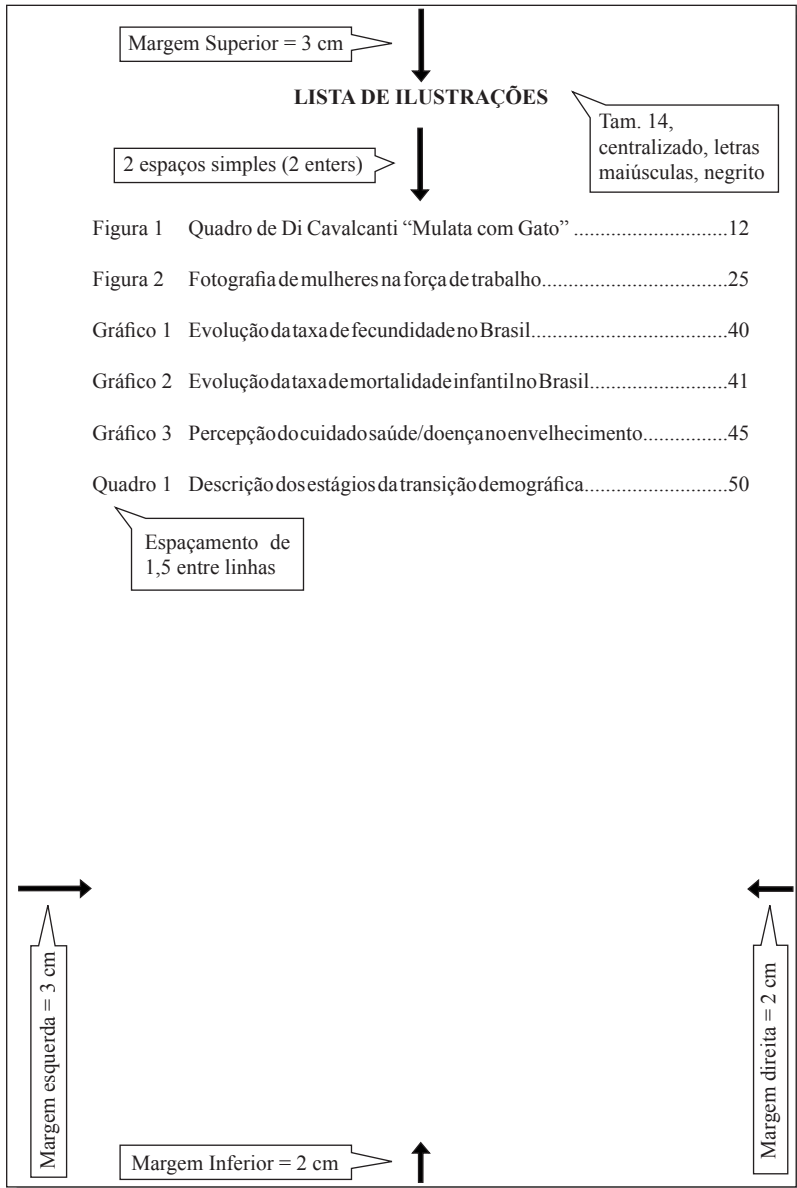 Margem Superior = 3 cm
LISTA DE ILUSTRAÇÕES
Tam. 14,
centralizado, letras
maiúsculas, negrito
2 espaços simples (2 enters)
Figura 1 Quadro de Di Cavalcanti “Mulata com Gato” ............................12
Figura 2 Fotografia de mulheres na força de trabalho..................................25
Gráfico 1 Evolução da taxa de fecundidade no Brasil....................................40
Gráfico 2 Evolução da taxa de mortalidade infantil no Brasil.........................41
Gráfico 3 Percepção do cuidado saúde/doença no envelhecimento...............45
Quadro 1 Descrição dos estágios da transição demográfica..........................50
Espaçamento de
1,5 entre linhas
Margem esquerda = 3 cm
Margem direita = 2 cm
Margem Inferior = 2 cm